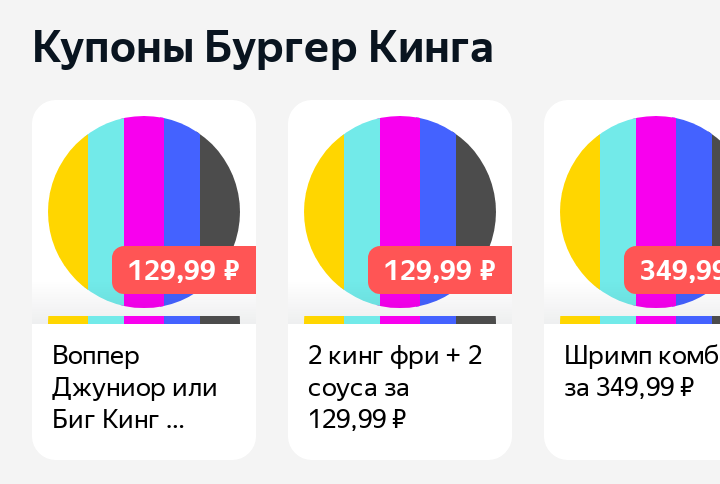 Купоны Бургер Кинга
129,99 ₽
129,99 ₽
349,99
Воппер
Джуниор или
Биг Кинг ...
2 кинг фри + 2
соуса за
129,99 ₽
Шримп комб
за 349,99 ₽